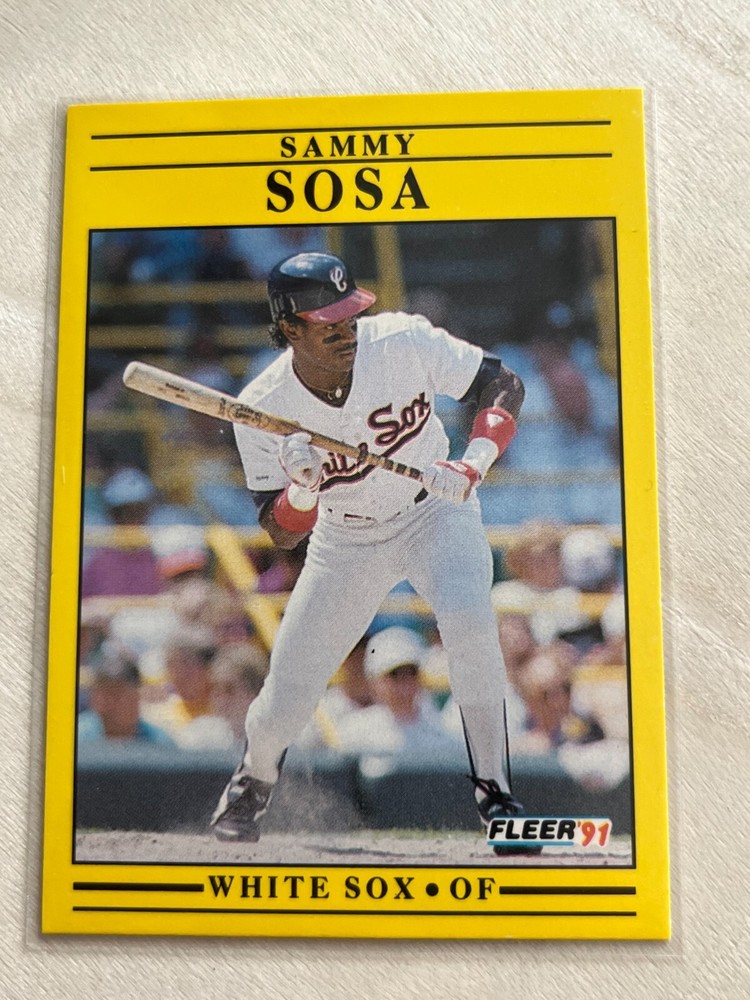 SAMMY
SOSA
C
Sox
FLEER '91
WHITE SOX • OF